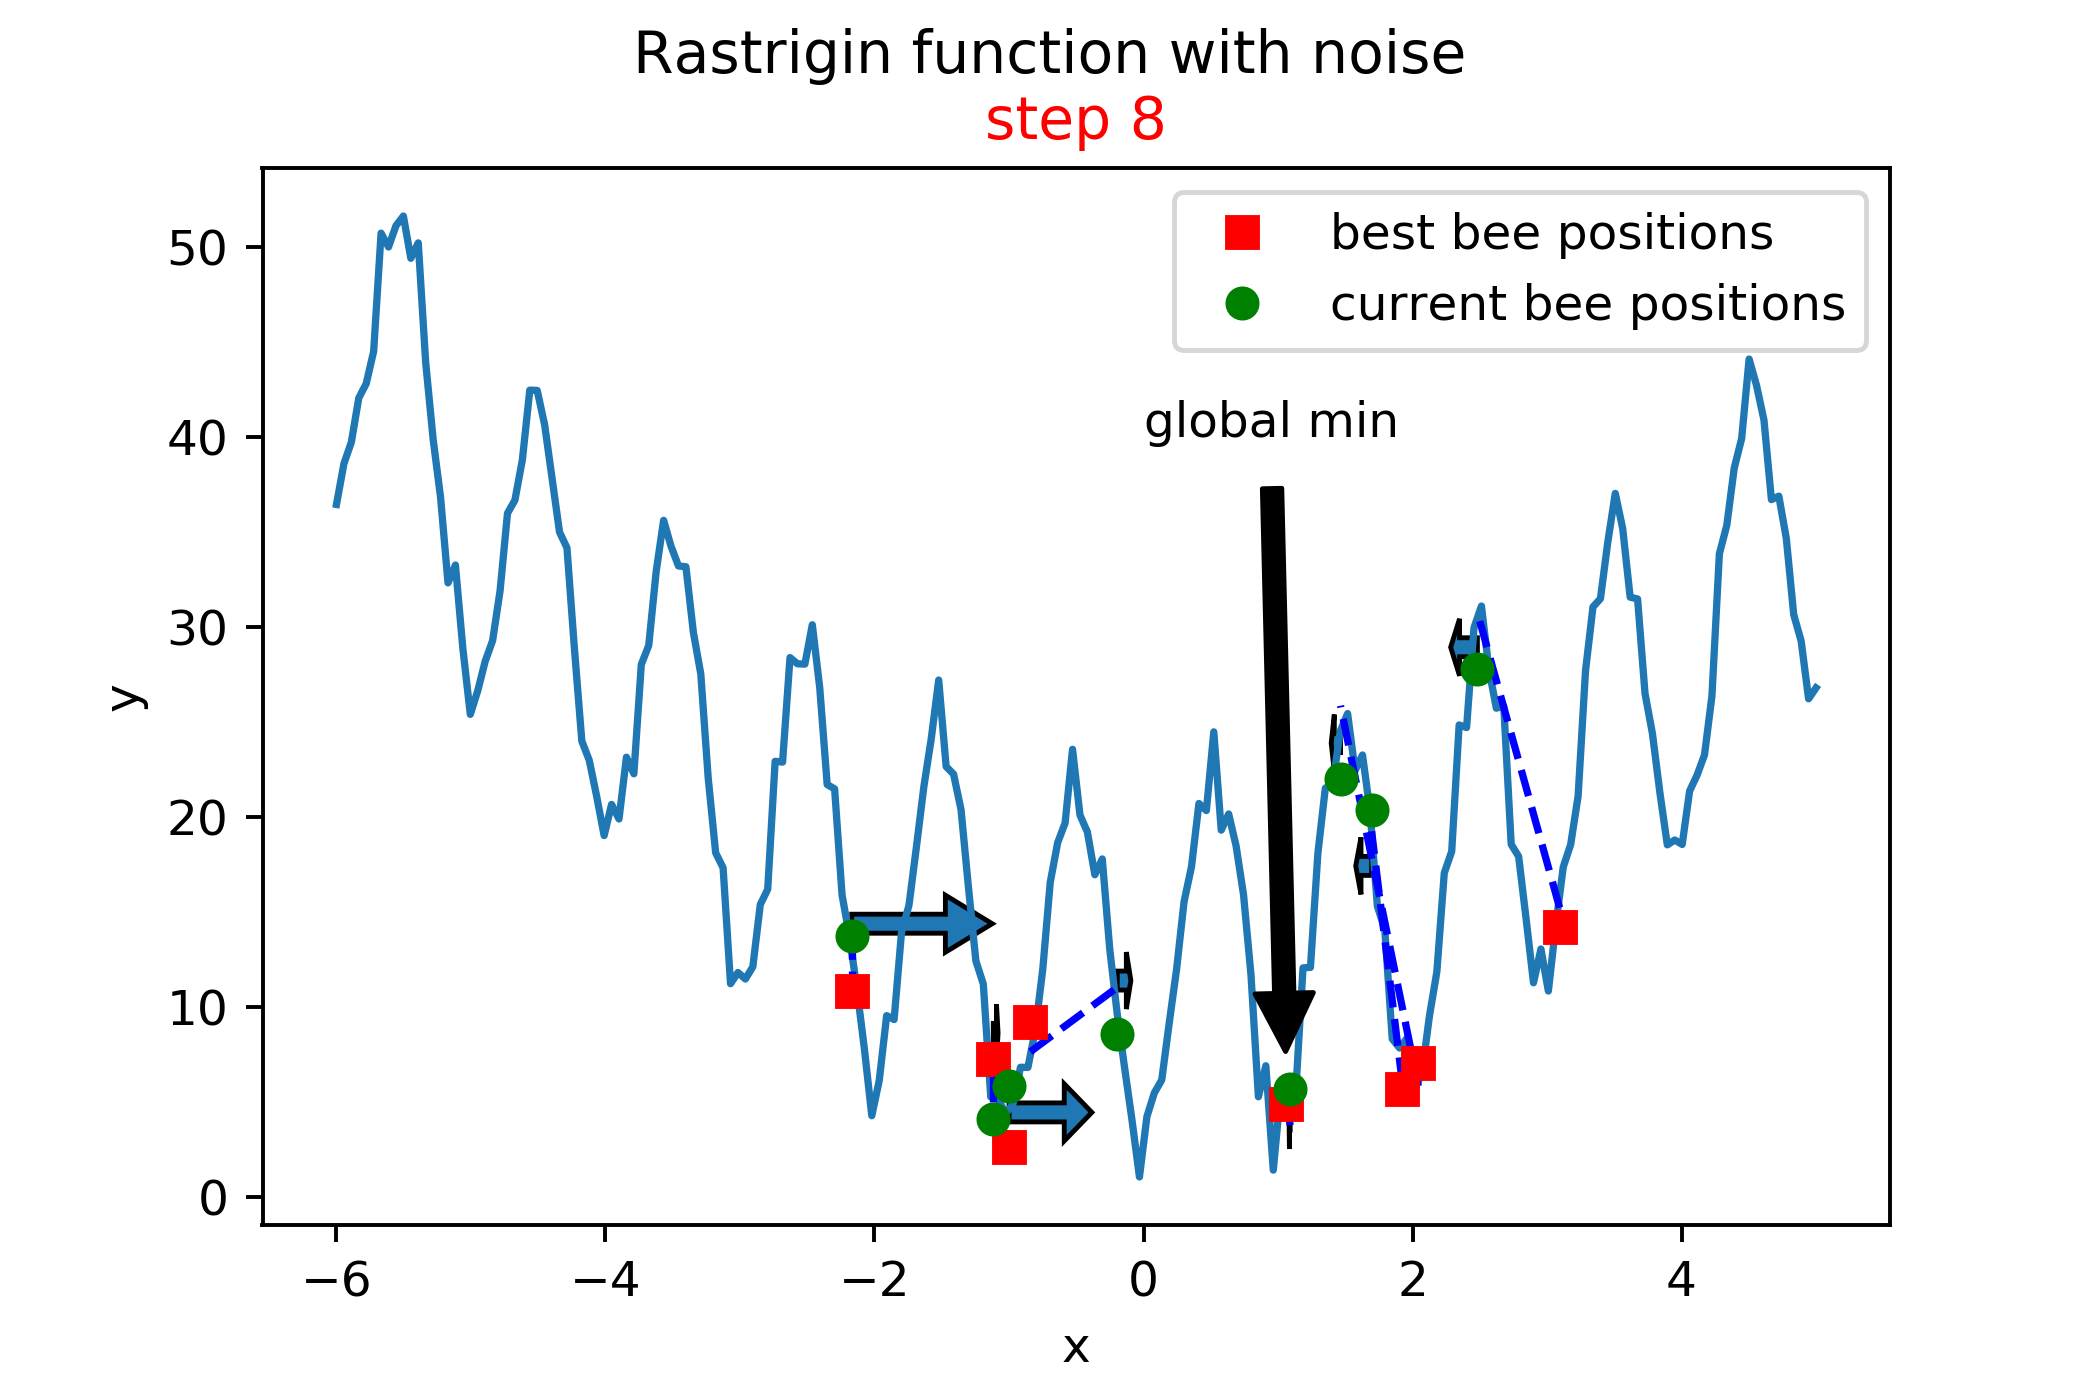 Rastrigin function with noise
step 8
best bee positions
current bee positions
global min
50
40
30
20
10
0
y
−6
−4
−2
0
2
4
x